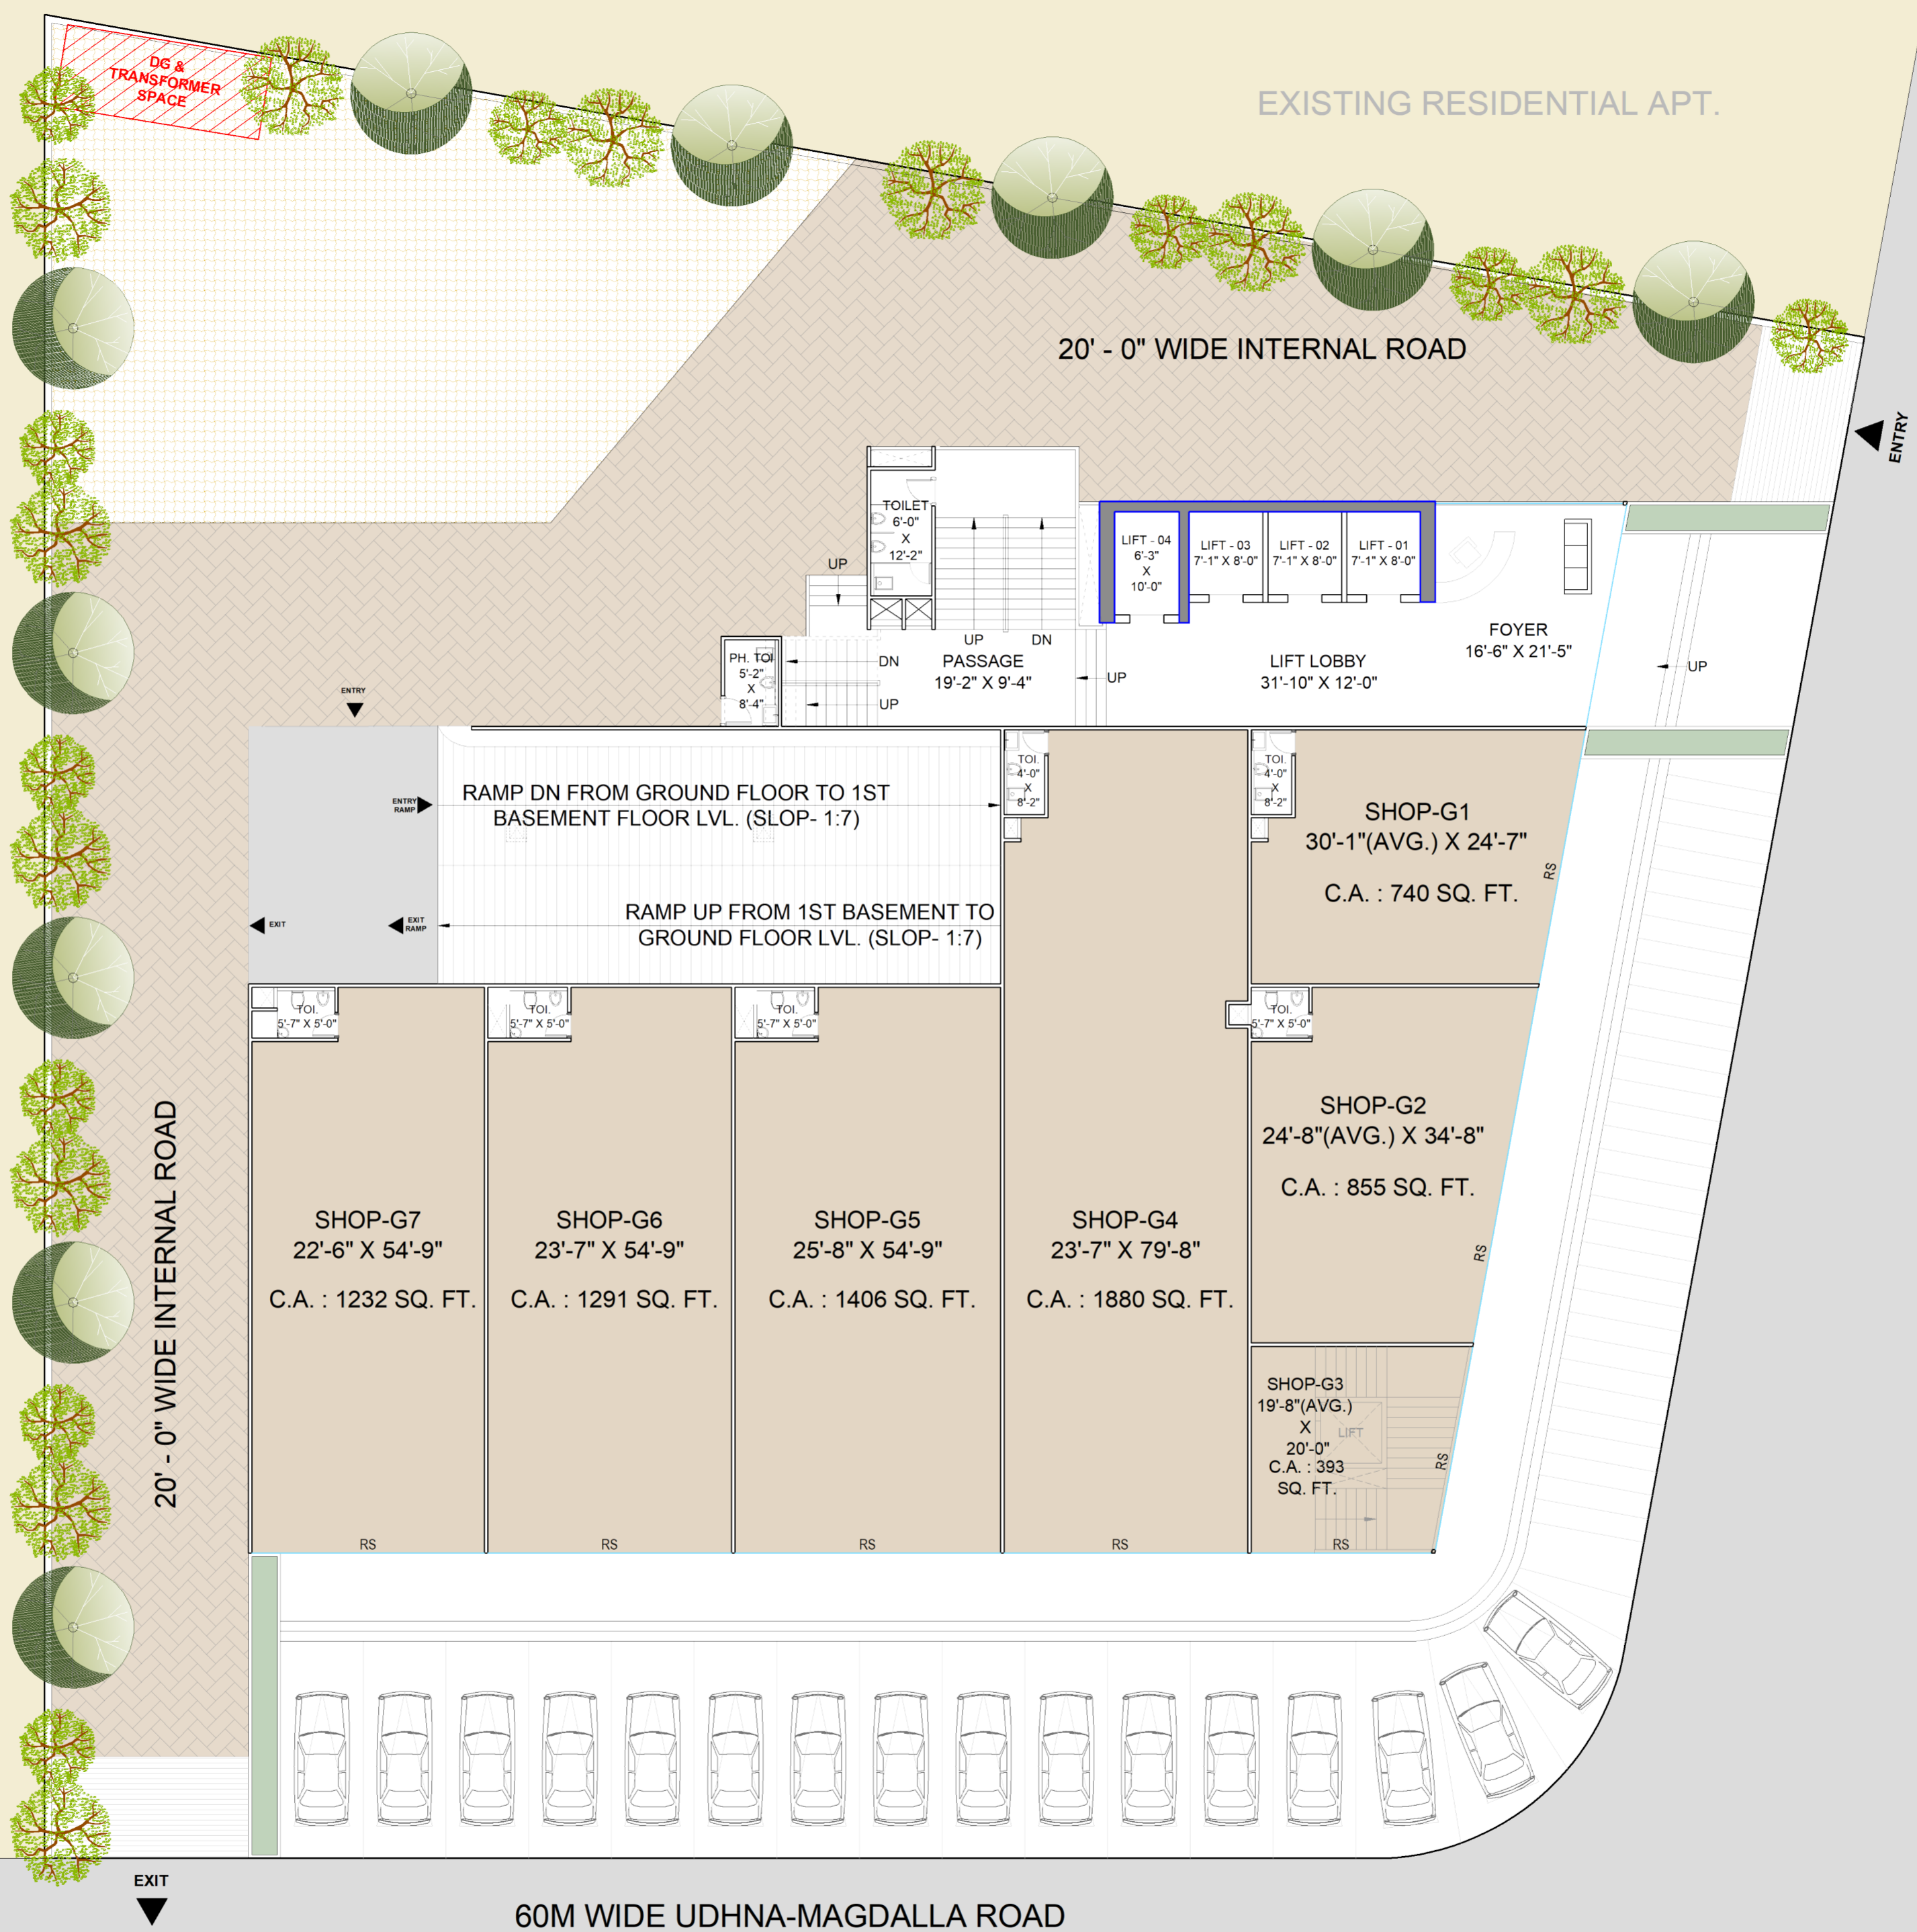 DG &
TRANSFORMER
SPACE
EXISTING RESIDENTIAL APT.
20' - 0" WIDE INTERNAL ROAD
ENTRY
TOILET
6'-0"
X
12'-2"
UP
UP
DN
LIFT - 04
6'-3"
X
10'-0"
LIFT - 03
7'-1" X 8'-0"
LIFT - 02
7'-1" X 8'-0"
LIFT - 01
7'-1" X 8'-0"
FOYER
16'-6" X 21'-5"
PH. TOI
5'-2"
X
8'-4"
DN
UP
PASSAGE
19'-2" X 9'-4"
UP
LIFT LOBBY
31'-10" X 12'-0"
UP
ENTRY
ENTRY
RAMP
RAMP DN FROM GROUND FLOOR TO 1ST
BASEMENT FLOOR LVL. (SLOP- 1:7)
EXIT
EXIT
RAMP
RAMP UP FROM 1ST BASEMENT TO
GROUND FLOOR LVL. (SLOP- 1:7)
TOI.
4'-0"
X
8'-2"
TOI.
4'-0"
X
8'-2"
SHOP-G1
30'-1"(AVG.) X 24'-7"
C.A. : 740 SQ. FT.
RS
TOI.
5'-7" X 5'-0"
TOI.
5'-7" X 5'-0"
TOI.
5'-7" X 5'-0"
TOI.
5'-7" X 5'-0"
SHOP-G2
24'-8"(AVG.) X 34'-8"
C.A. : 855 SQ. FT.
RS
20' - 0" WIDE INTERNAL ROAD
SHOP-G7
22'-6" X 54'-9"
C.A. : 1232 SQ. FT.
SHOP-G6
23'-7" X 54'-9"
C.A. : 1291 SQ. FT.
SHOP-G5
25'-8" X 54'-9"
C.A. : 1406 SQ. FT.
SHOP-G4
23'-7" X 79'-8"
C.A. : 1880 SQ. FT.
SHOP-G3
19'-8"(AVG.)
X
20'-0"
C.A. : 393
SQ. FT.
LIFT
RS
RS
RS
RS
RS
RS
EXIT
60M WIDE UDHNA-MAGDALLA ROAD